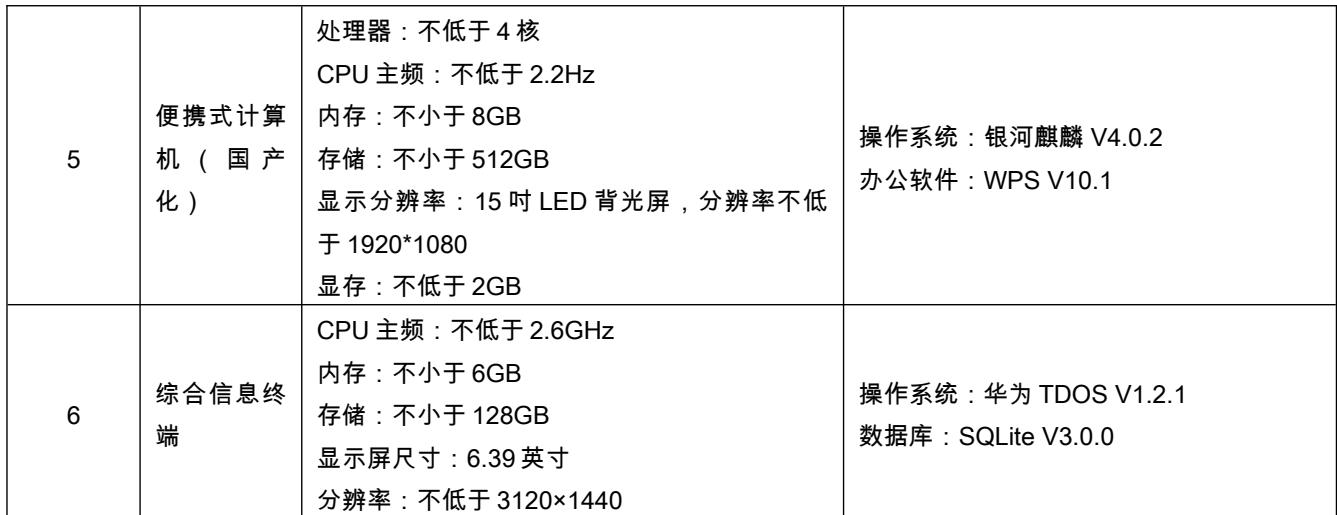 5
便携式计算
机（国产
化）
处理器：不低于 4 核
CPU 主频：不低于 2.2Hz
内存：不小于 8GB
存储：不小于 512GB
显示分辨率：15 吋 LED 背光屏，分辨率不低
于 1920*1080
显存：不低于 2GB
操作系统：银河麒麟 V4.0.2
办公软件：WPS V10.1
6
综合信息终
端
CPU 主频：不低于 2.6GHz
内存：不小于 6GB
存储：不小于 128GB
显示屏尺寸：6.39 英寸
分辨率：不低于 3120×1440
操作系统：华为 TDOS V1.2.1
数据库：SQLite V3.0.0